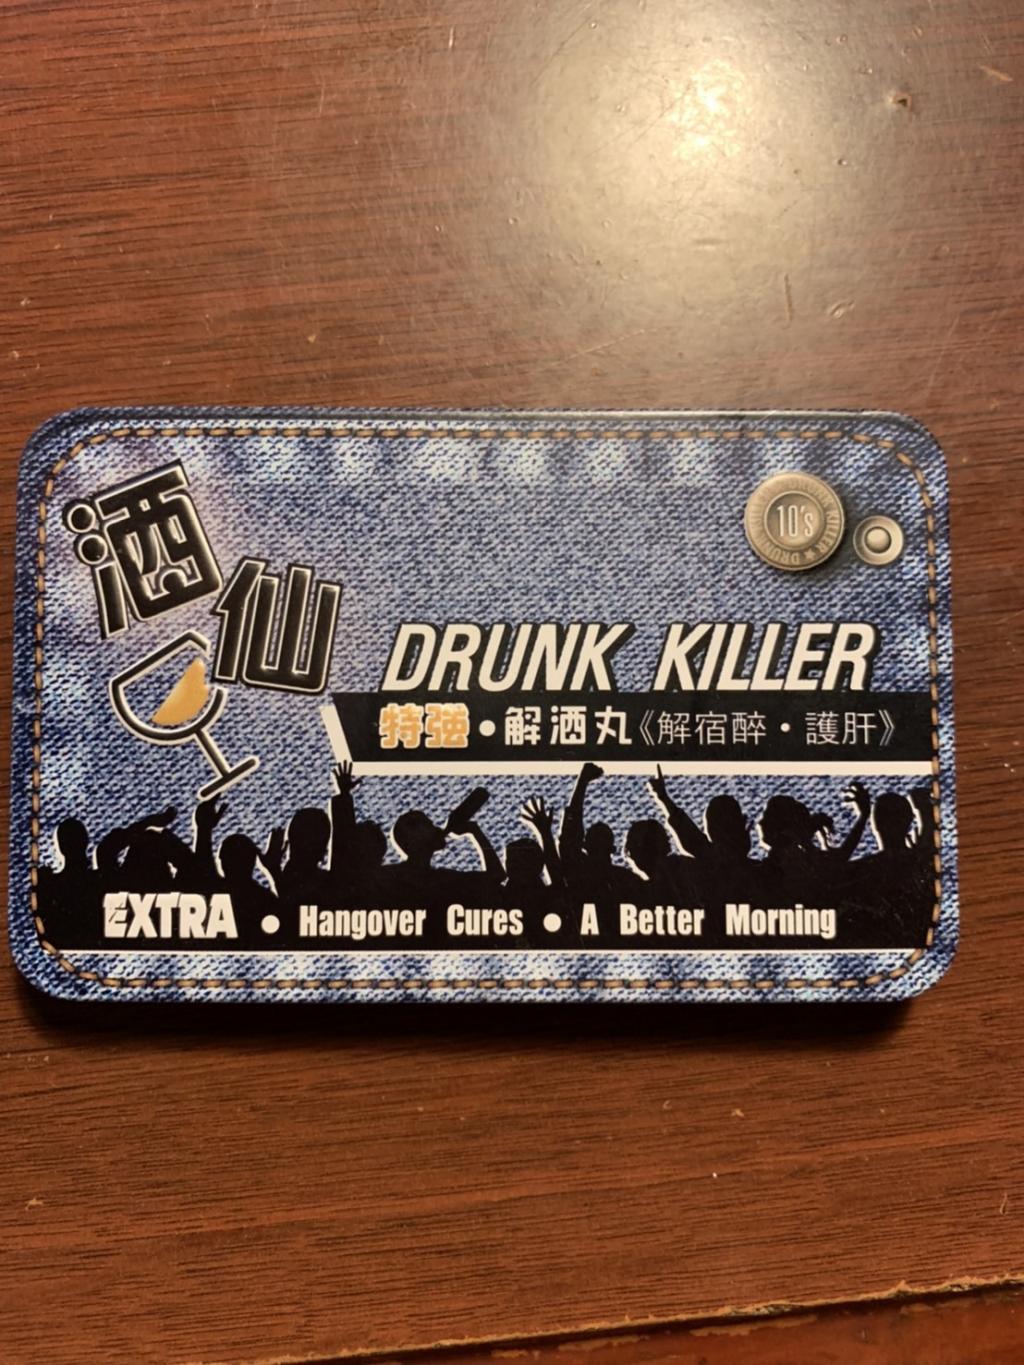 酒仙
10's
DRUNK KILLER
DRUNK KILLER
特強•解酒丸《解宿醉•護肝》
EXTRA • Hangover Cures • A Better Morning